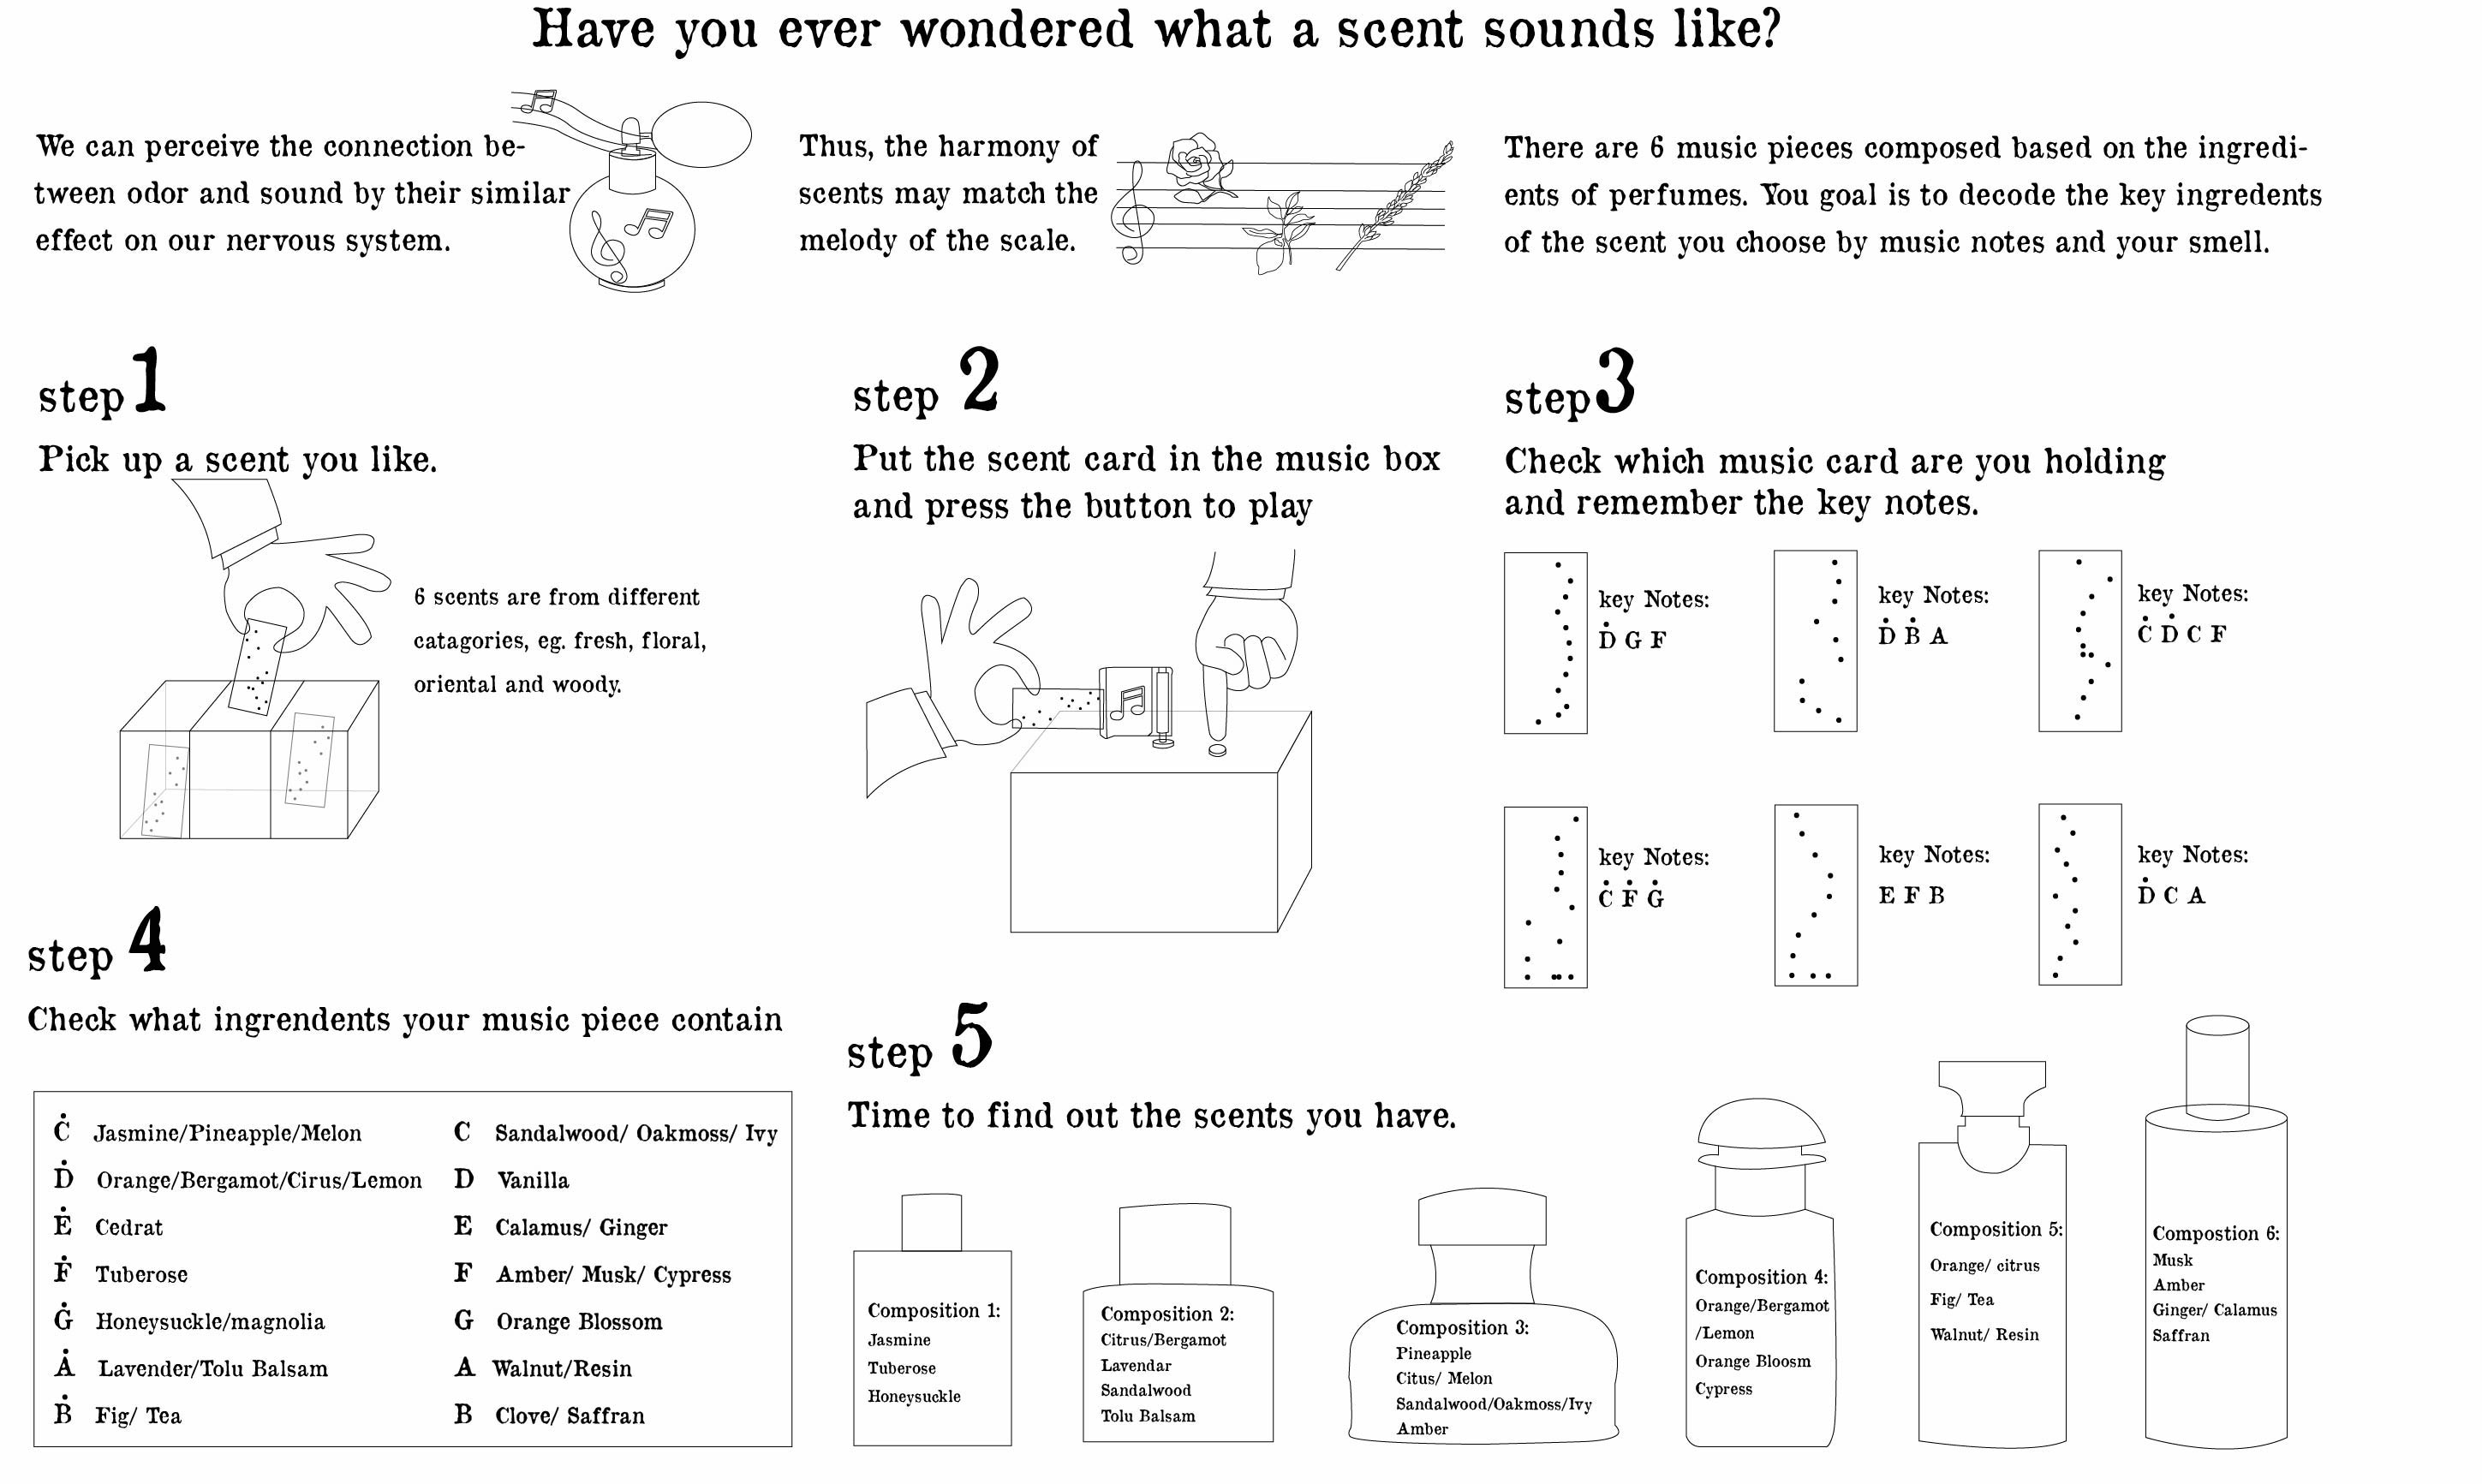 Have you ever wondered what a scent sounds like?
We can perceive the connection be-
tween odor and sound by their similar
effect on our nervous system.
Thus, the harmony of
scents may match the
melody of the scale.
There are 6 music pieces composed based on the ingredi-
ents of perfumes. You goal is to decode the key ingredents
of the scent you choose by music notes and your smell.
step 1
Pick up a scent you like.
6 scents are from different
catagories, eg. fresh, floral,
oriental and woody.
step 2
Put the scent card in the music box
and press the button to play
step 3
Check which music card are you holding
and remember the key notes.
key Notes:
Ḋ G F
key Notes:
Ḋ Ḃ A
key Notes:
Ċ Ḋ C F
key Notes:
Ċ Ḟ Ġ
key Notes:
E F B
key Notes:
Ḋ C A
step 4
Check what ingrendents your music piece contain
Ċ Jasmine/Pineapple/Melon
Ḋ Orange/Bergamot/Cirus/Lemon
Ė Cedrat
Ḟ Tuberose
Ġ Honeysuckle/magnolia
Ȧ Lavender/Tolu Balsam
Ḃ Fig/ Tea
C Sandalwood/ Oakmoss/ Ivy
D Vanilla
E Calamus/ Ginger
F Amber/ Musk/ Cypress
G Orange Blossom
A Walnut/Resin
B Clove/ Saffran
step 5
Time to find out the scents you have.
Composition 1:
Jasmine
Tuberose
Honeysuckle
Composition 2:
Citrus/Bergamot
Lavendar
Sandalwood
Tolu Balsam
Composition 3:
Pineapple
Citus/ Melon
Sandalwood/Oakmoss/Ivy
Amber
Composition 4:
Orange/Bergamot
/Lemon
Orange Bloosm
Cypress
Composition 5:
Orange/ citrus
Fig/ Tea
Walnut/ Resin
Compostion 6:
Musk
Amber
Ginger/ Calamus
Saffran